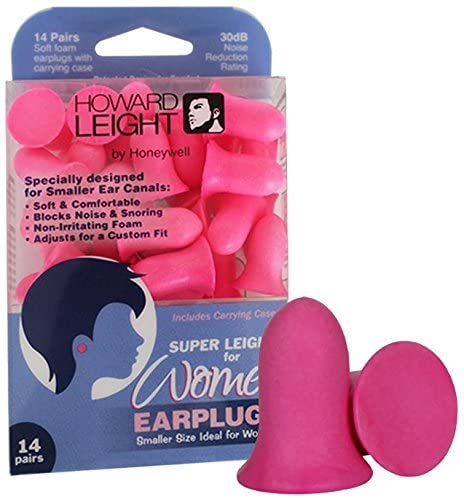 14 Pairs
Soft foam
earplugs with
carrying case
30dB
Noise
Reduction
Rating
HOWARD
LEIGHT
by Honeywell
Specially designed
for Smaller Ear Canals:
• Soft & Comfortable
• Blocks Noise & Snoring
• Non-Irritating Foam
• Adjusts for a Custom Fit
Includes Carrying Case
SUPER LEIGH
for
Wome
EARPLUG
Smaller Size Ideal for Wo
14
pairs